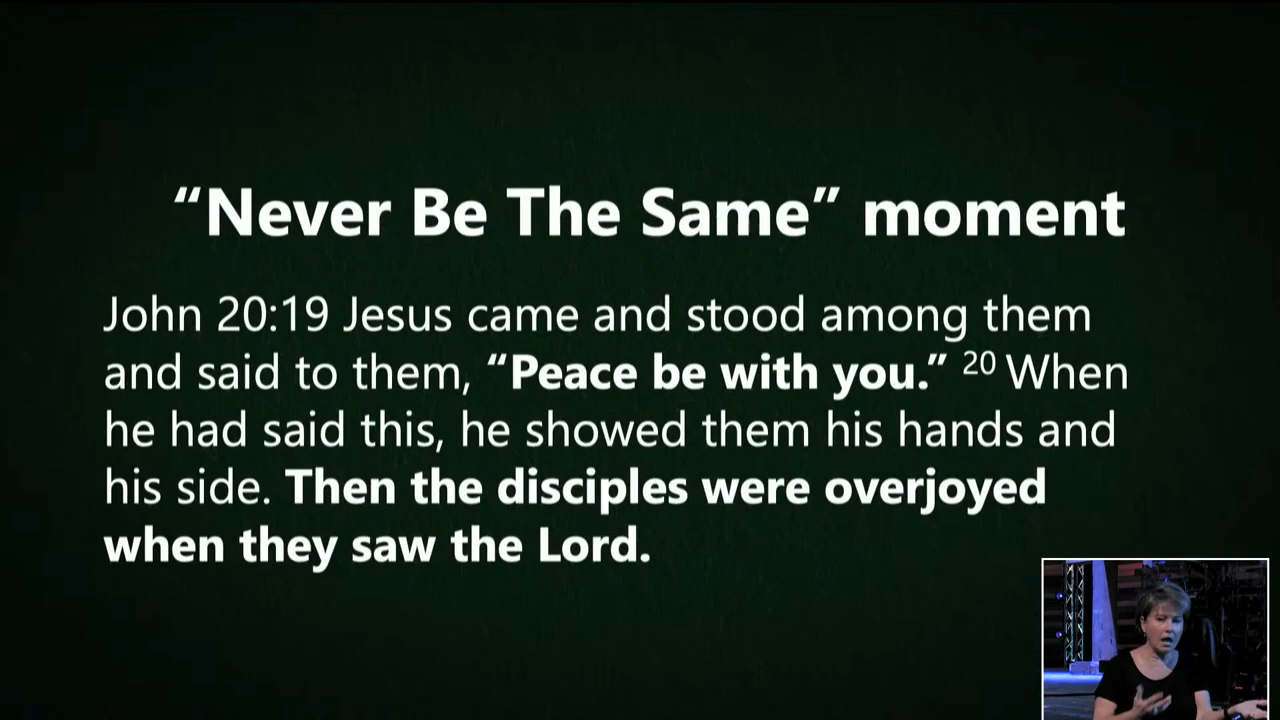 “Never Be The Same” moment
John 20:19 Jesus came and stood among them
and said to them, “Peace be with you.” 20 When
he had said this, he showed them his hands and
his side. Then the disciples were overjoyed
when they saw the Lord.